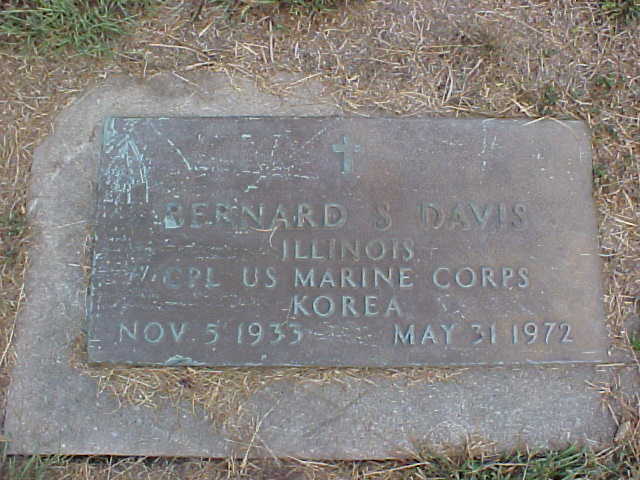 BERNARD S DAVIS
ILLINOIS
CPL US MARINE CORPS
KOREA
NOV 5 1933 MAY 31 1972